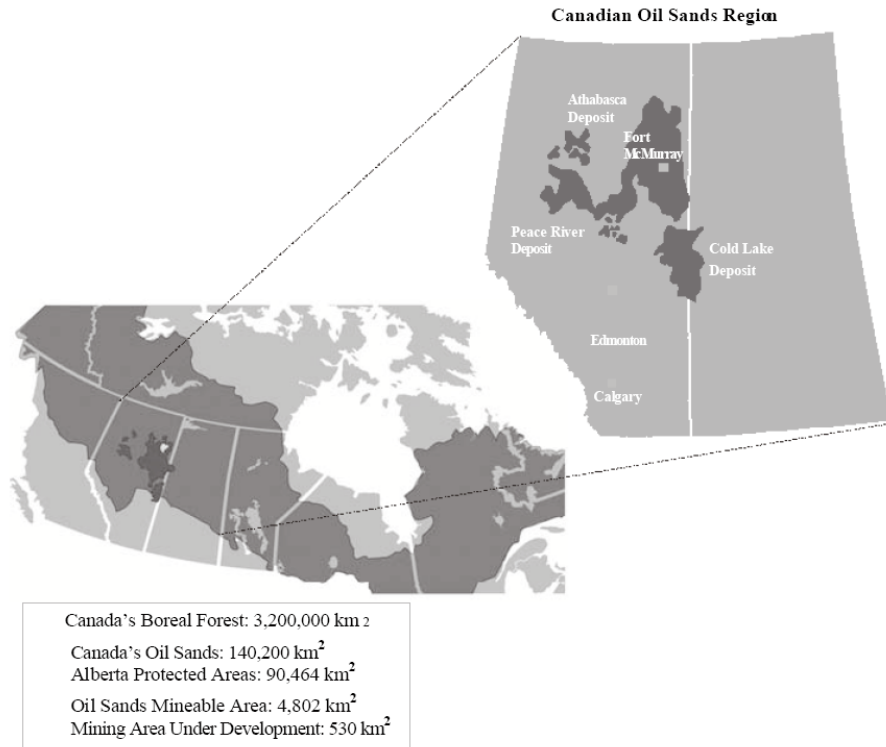 Canadian Oil Sands Region
Athabasca
Deposit
Fort
McMurray
Peace River
Deposit
Cold Lake
Deposit
Edmonton
Calgary
Canada's Boreal Forest: 3,200,000 km 2
Canada's Oil Sands: 140,200 km²
Alberta Protected Areas: 90,464 km²
Oil Sands Mineable Area: 4,802 km²
Mining Area Under Development: 530 km²